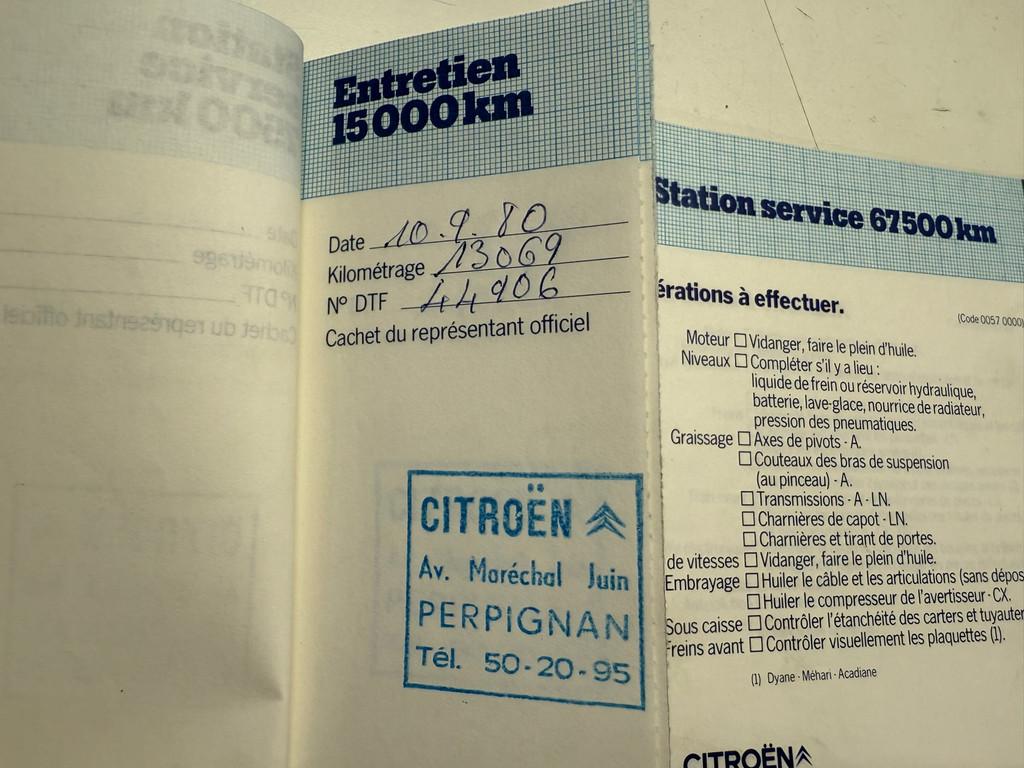 Entretien
15000km
Date 10.9.80
Kilométrage 13069
Nº DTF 44906
Cachet du représentant officiel
CITROËN
Av. Maréchal Juin
PERPIGNAN
Tél. 50-20-95
Station service 67500km
érations à effectuer.
(Code 0057 0000)
Moteur Vidanger, faire le plein d'huile.
Niveaux Compléter s'il y a lieu :
liquide de frein ou réservoir hydraulique,
batterie, lave-glace, nourrice de radiateur,
pression des pneumatiques.
Graissage Axes de pivots - A.
Couteaux des bras de suspension
(au pinceau) - A.
Transmissions - A - LN.
Charnières de capot - LN.
Charnières et tirant de portes.
de vitesses Vidanger, faire le plein d'huile.
Embrayage Huiler le câble et les articulations (sans dépos
Huiler le compresseur de l'avertisseur - CX.
Sous caisse Contrôler l'étanchéité des carters et tuyauter
Freins avant Contrôler visuellement les plaquettes (1).
(1) Dyane - Méhari - Acadiane
CITROËN